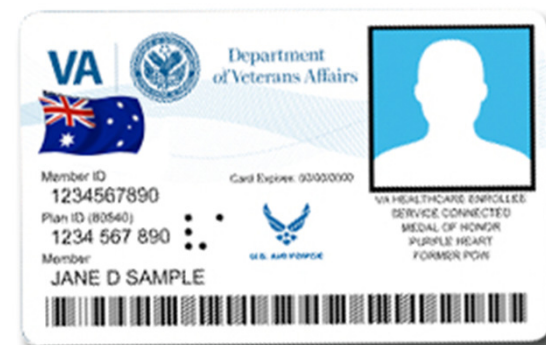 VA
Department
of Veterans Affairs
Member ID
1234567890
Card Expires: 00/00/0000
Plan ID (80840)
1234 567 890
Member
JANE D SAMPLE
U.S. AIR FORCE
VA HEALTHCARE ENROLLEE
SERVICE CONNECTED
MEDAL OF HONOR
PURPLE HEART
FORMER POW